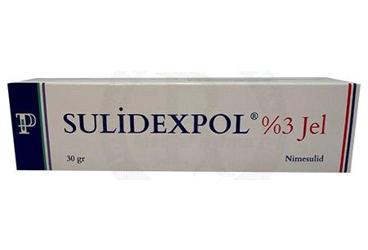 SULİDEXPOL® %3 Jel
30 gr Nimesulid